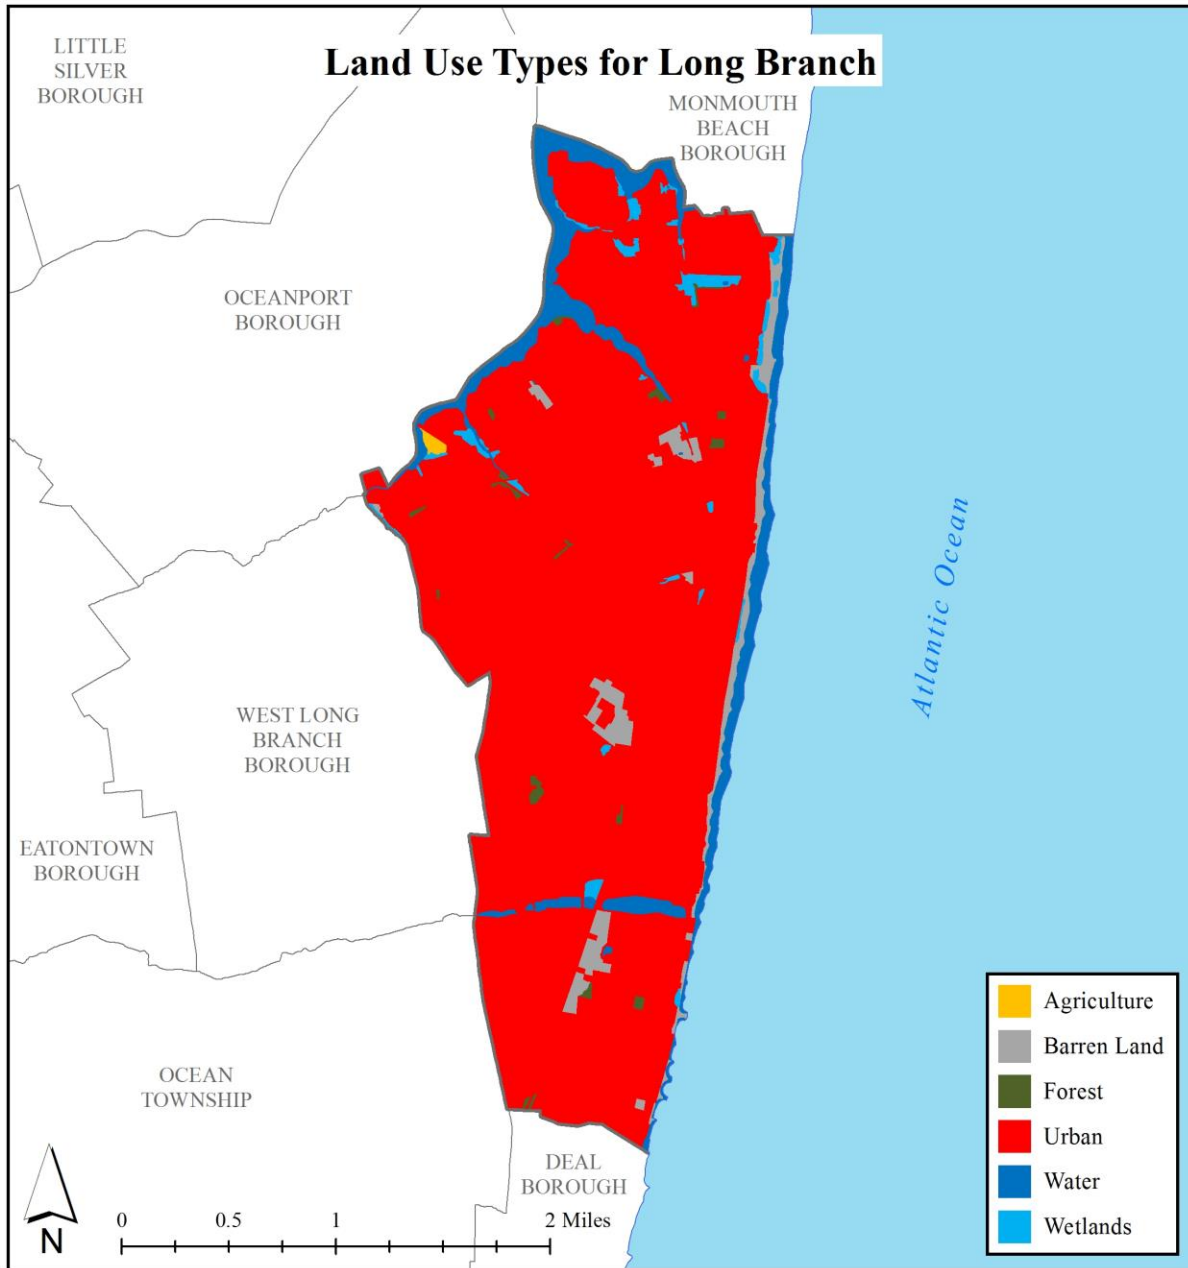 LITTLE
SILVER
BOROUGH
Land Use Types for Long Branch
MONMOUTH
BEACH
BOROUGH
OCEANPORT
BOROUGH
Atlantic Ocean
WEST LONG
BRANCH
BOROUGH
EATONTOWN
BOROUGH
OCEAN
TOWNSHIP
DEAL
BOROUGH
N
0 0.5 1 2 Miles
Agriculture
Barren Land
Forest
Urban
Water
Wetlands